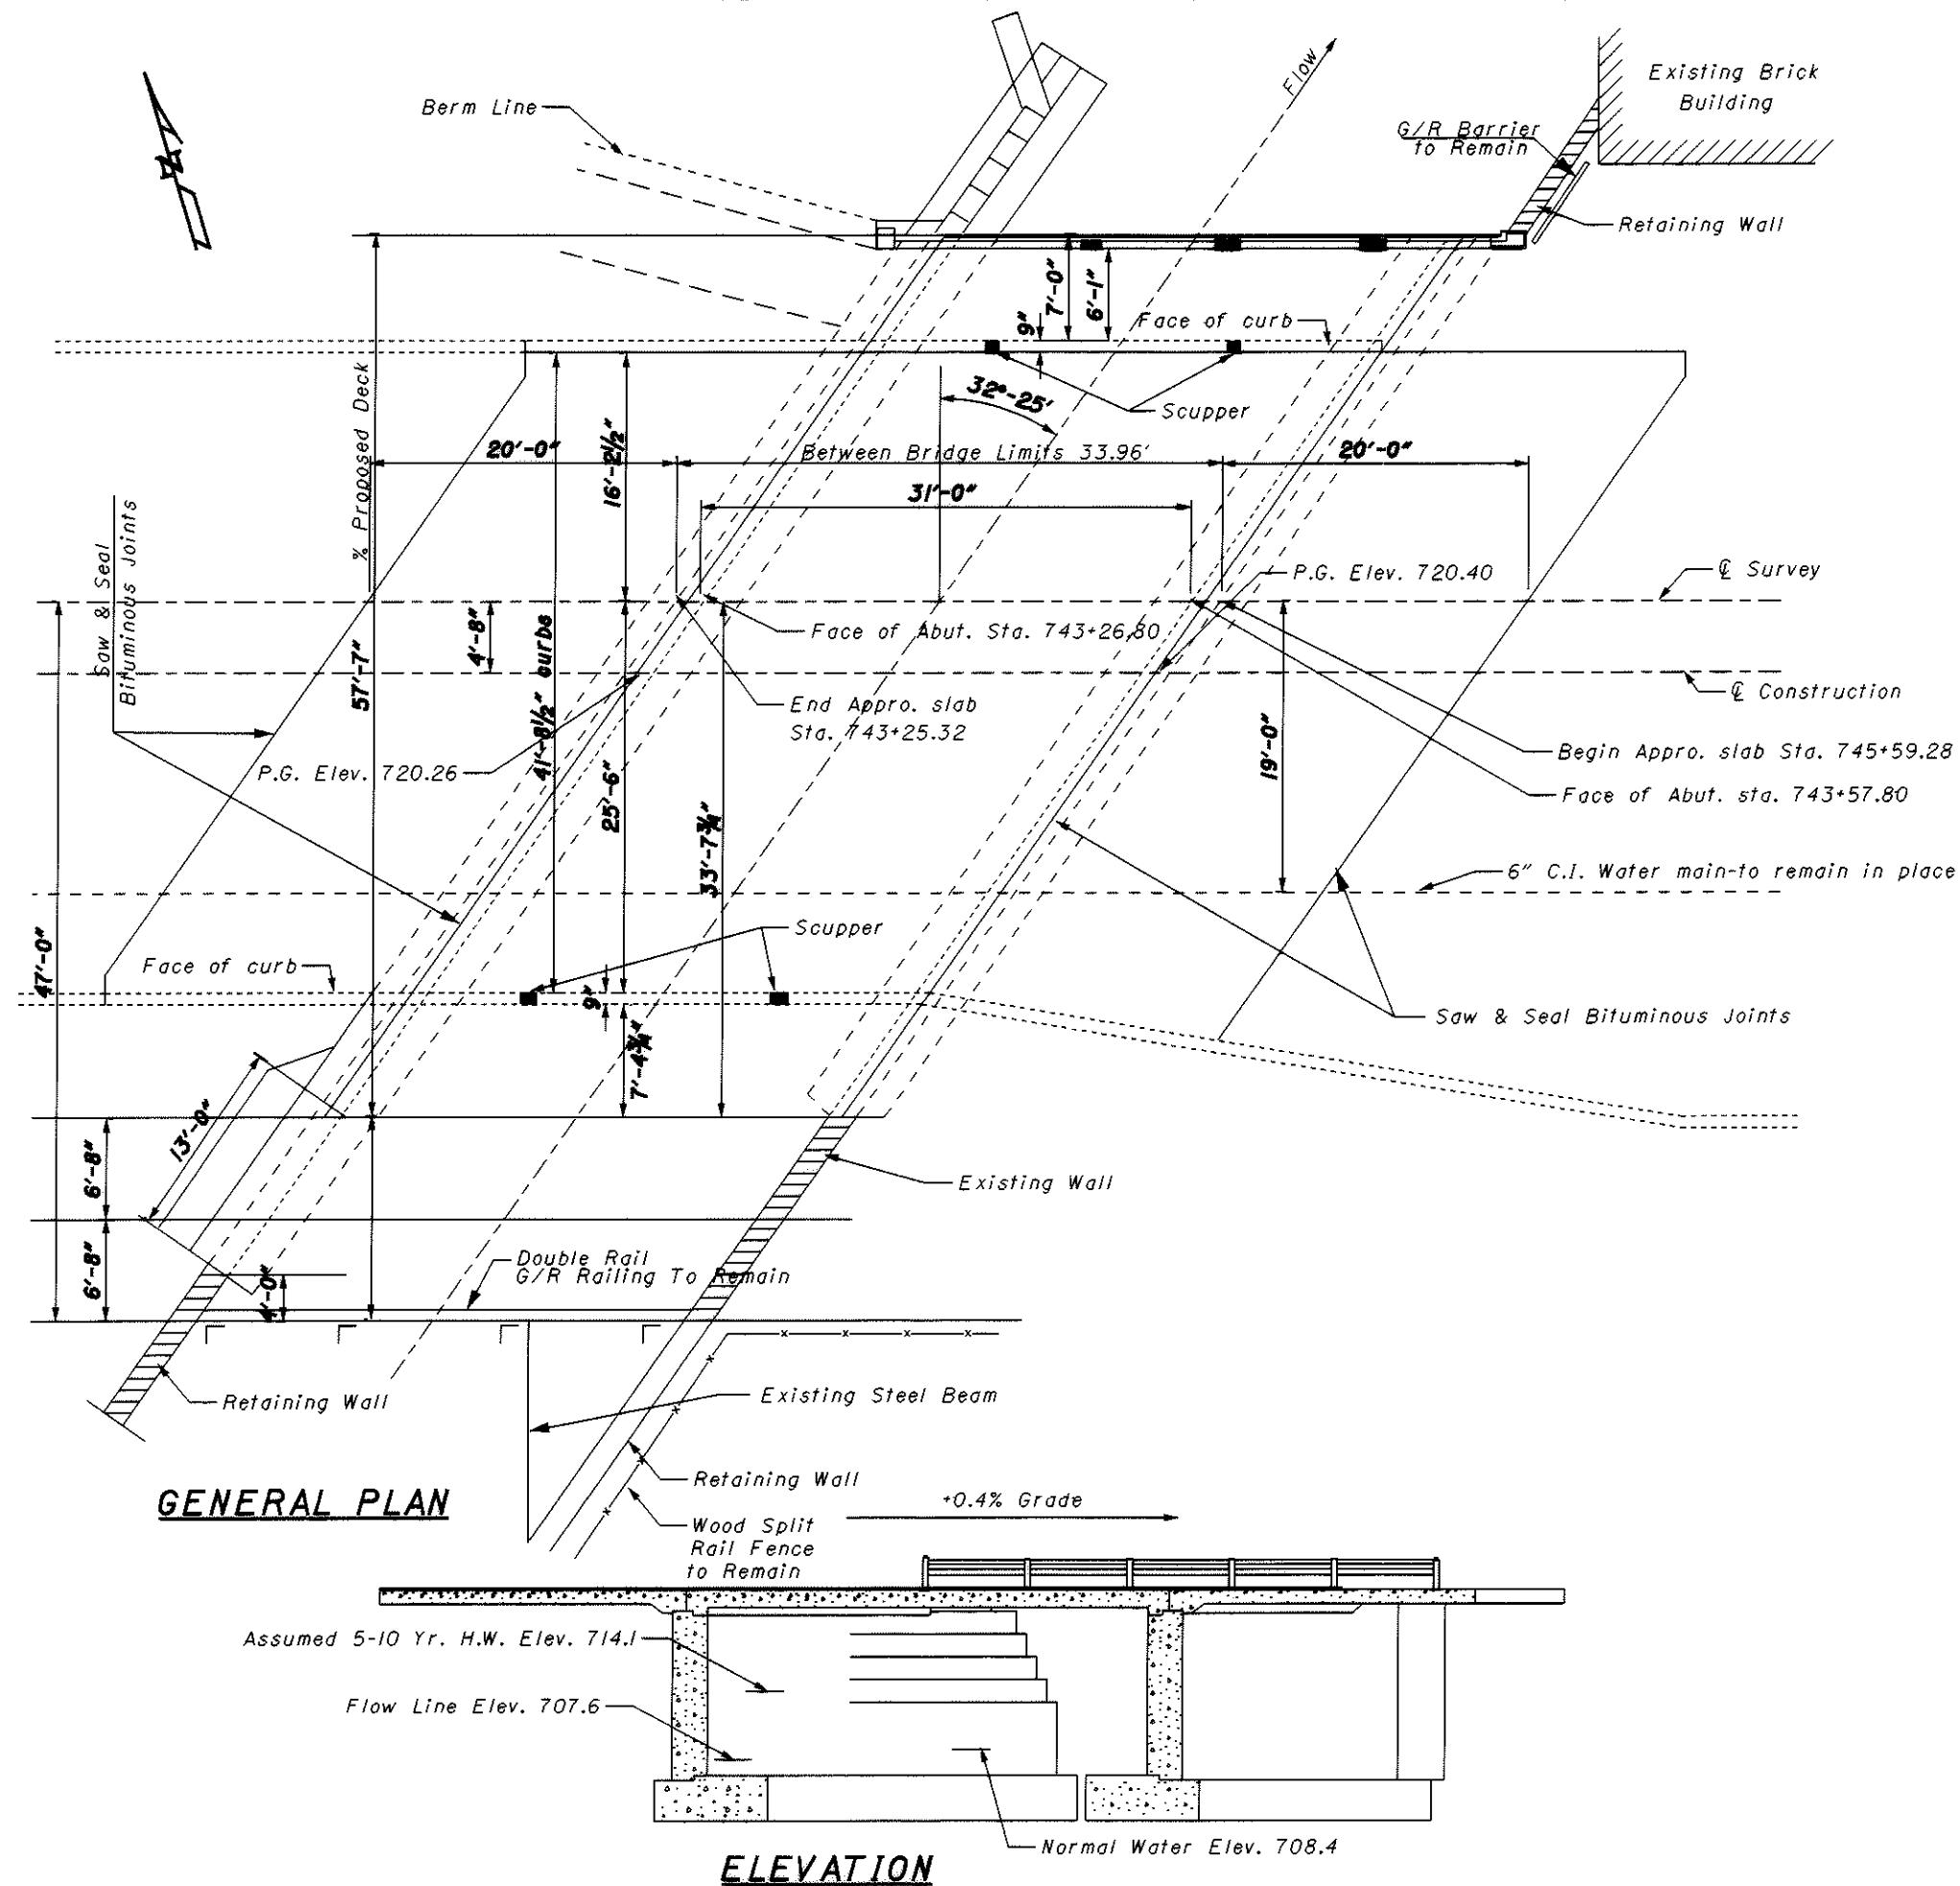 Existing Brick
Building
Flow
Berm Line
G/R Barrier
to Remain
Retaining Wall
7'-0"
6'-1"
9"
Face of curb
32°-25'
Scupper
% Proposed Deck
16'-2½"
20'-0"
Between Bridge Limits 33.96'
20'-0"
31'-0"
Saw & Seal
Bituminous Joints
P.G. Elev. 720.40
℄ Survey
57'-7"
4'-8"
41'-8½" curbs
Face of Abut. Sta. 743+26.80
℄ Construction
End Appro. slab
Sta. 743+25.32
Begin Appro. slab Sta. 745+59.28
P.G. Elev. 720.26
25'-6"
33'-7¾"
19'-0"
Face of Abut. sta. 743+57.80
6" C.I. Water main-to remain in place
47'-0"
Scupper
Face of curb
9"
7'-4¾"
Saw & Seal Bituminous Joints
13'-0"
6'-8"
Existing Wall
6'-8"
4'-0"
Double Rail
G/R Railing To Remain
Retaining Wall
Existing Steel Beam
Retaining Wall
GENERAL PLAN
+0.4% Grade
Wood Split
Rail Fence
to Remain
Assumed 5-10 Yr. H.W. Elev. 714.1
Flow Line Elev. 707.6
Normal Water Elev. 708.4
ELEVATION